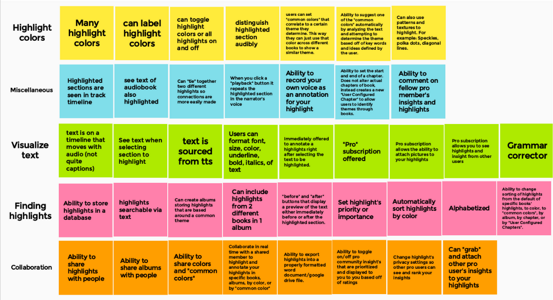 Highlight
colors
Many
highlight
colors
can label
highlight
colors
can toggle
highlight
colors or all
highlights on
and off
distinguish
highlighted
section
audibly
users can set
"common colors" that
correlate to a certain
theme they
determine. This way
they can just use that
color across different
books to show a
similar theme.
Ability to suggest one
of the "common
colors" automatically
by analyzing the text
and attempting to
determine the theme
based off of key words
and ideas defined by
the user.
Can also use
patterns and
textures to
highlight. For
example: Speckles,
polka dots, diagonal
lines.
Miscellaneous
Highlighted
sections are
seen in track
timeline
see text of
audiobook
also
highlighted
Can "tie" together
two different
highlights so
connections are
more easily made
When you click a
"playback" button it
repeats the
highlighted section
in the narrator's
voice
Ability to
record your
own voice as
an annotation
for your
highlight
Ability to set the start
and end of a chapter.
Does not affect actual
chapters of book.
Instead creates a new
"User Configured
Chapter" to allow
users to identify
themes through
books.
Ability to
comment on
fellow pro
member's
insights and
highlights
Visualize
text
text is on a
timeline that
moves with
audio (not
quite
captions)
See text when
selecting
section to
highlight
text is
sourced
from tts
Users can
format font,
size, color,
underline,
bold, italics, of
text
Immediately offered
to annotate a
highlights right
after selecting the
text to be
highlighted.
"Pro"
subscription
offered
Pro subscription
allows the ability to
attach pictures to your
highlights
Pro subscription
allows you to see
highlights and
insight from other
users
Grammar
corrector
Finding
highlights
Ability to store
highlights in a
database
highlights
searchable via
text
Can create albums
storing highlights
that are based
around a common
theme
Can include
highlights
from 2
different
books in 1
album
"before" and "after"
buttons that display
a preview of the text
either immediately
before or after the
highlighted section.
Set highlight's
priority or
importance
Automatically
sort highlights
by color
Alphabetized
Ability to change
sorting of highlights
from the default of
specific books'
highlights, to color, to
"common colors", by
album, by chapter, or
by "User Configured
Chapters".
Collaboration
Ability to
share
highlights
with people
Ability to
share albums
with people
Ability to
share colors
and "common
colors"
Collaborate in real
time with a shared
member to highlight
and annotate your
highlights in specific
books, albums, by
color, or by
"common color"
Ability to export
highlights into a
properly formatted
word
document/google
drive file.
Ability to toggle
on/off pro
community insight's
that are prioritized
and displayed to you
based off of ratings
Change highlight's
privacy settings so
other pro users can
see and rank your
insights
Can "grab"
and attach
other pro
user's insights
to your
highlights